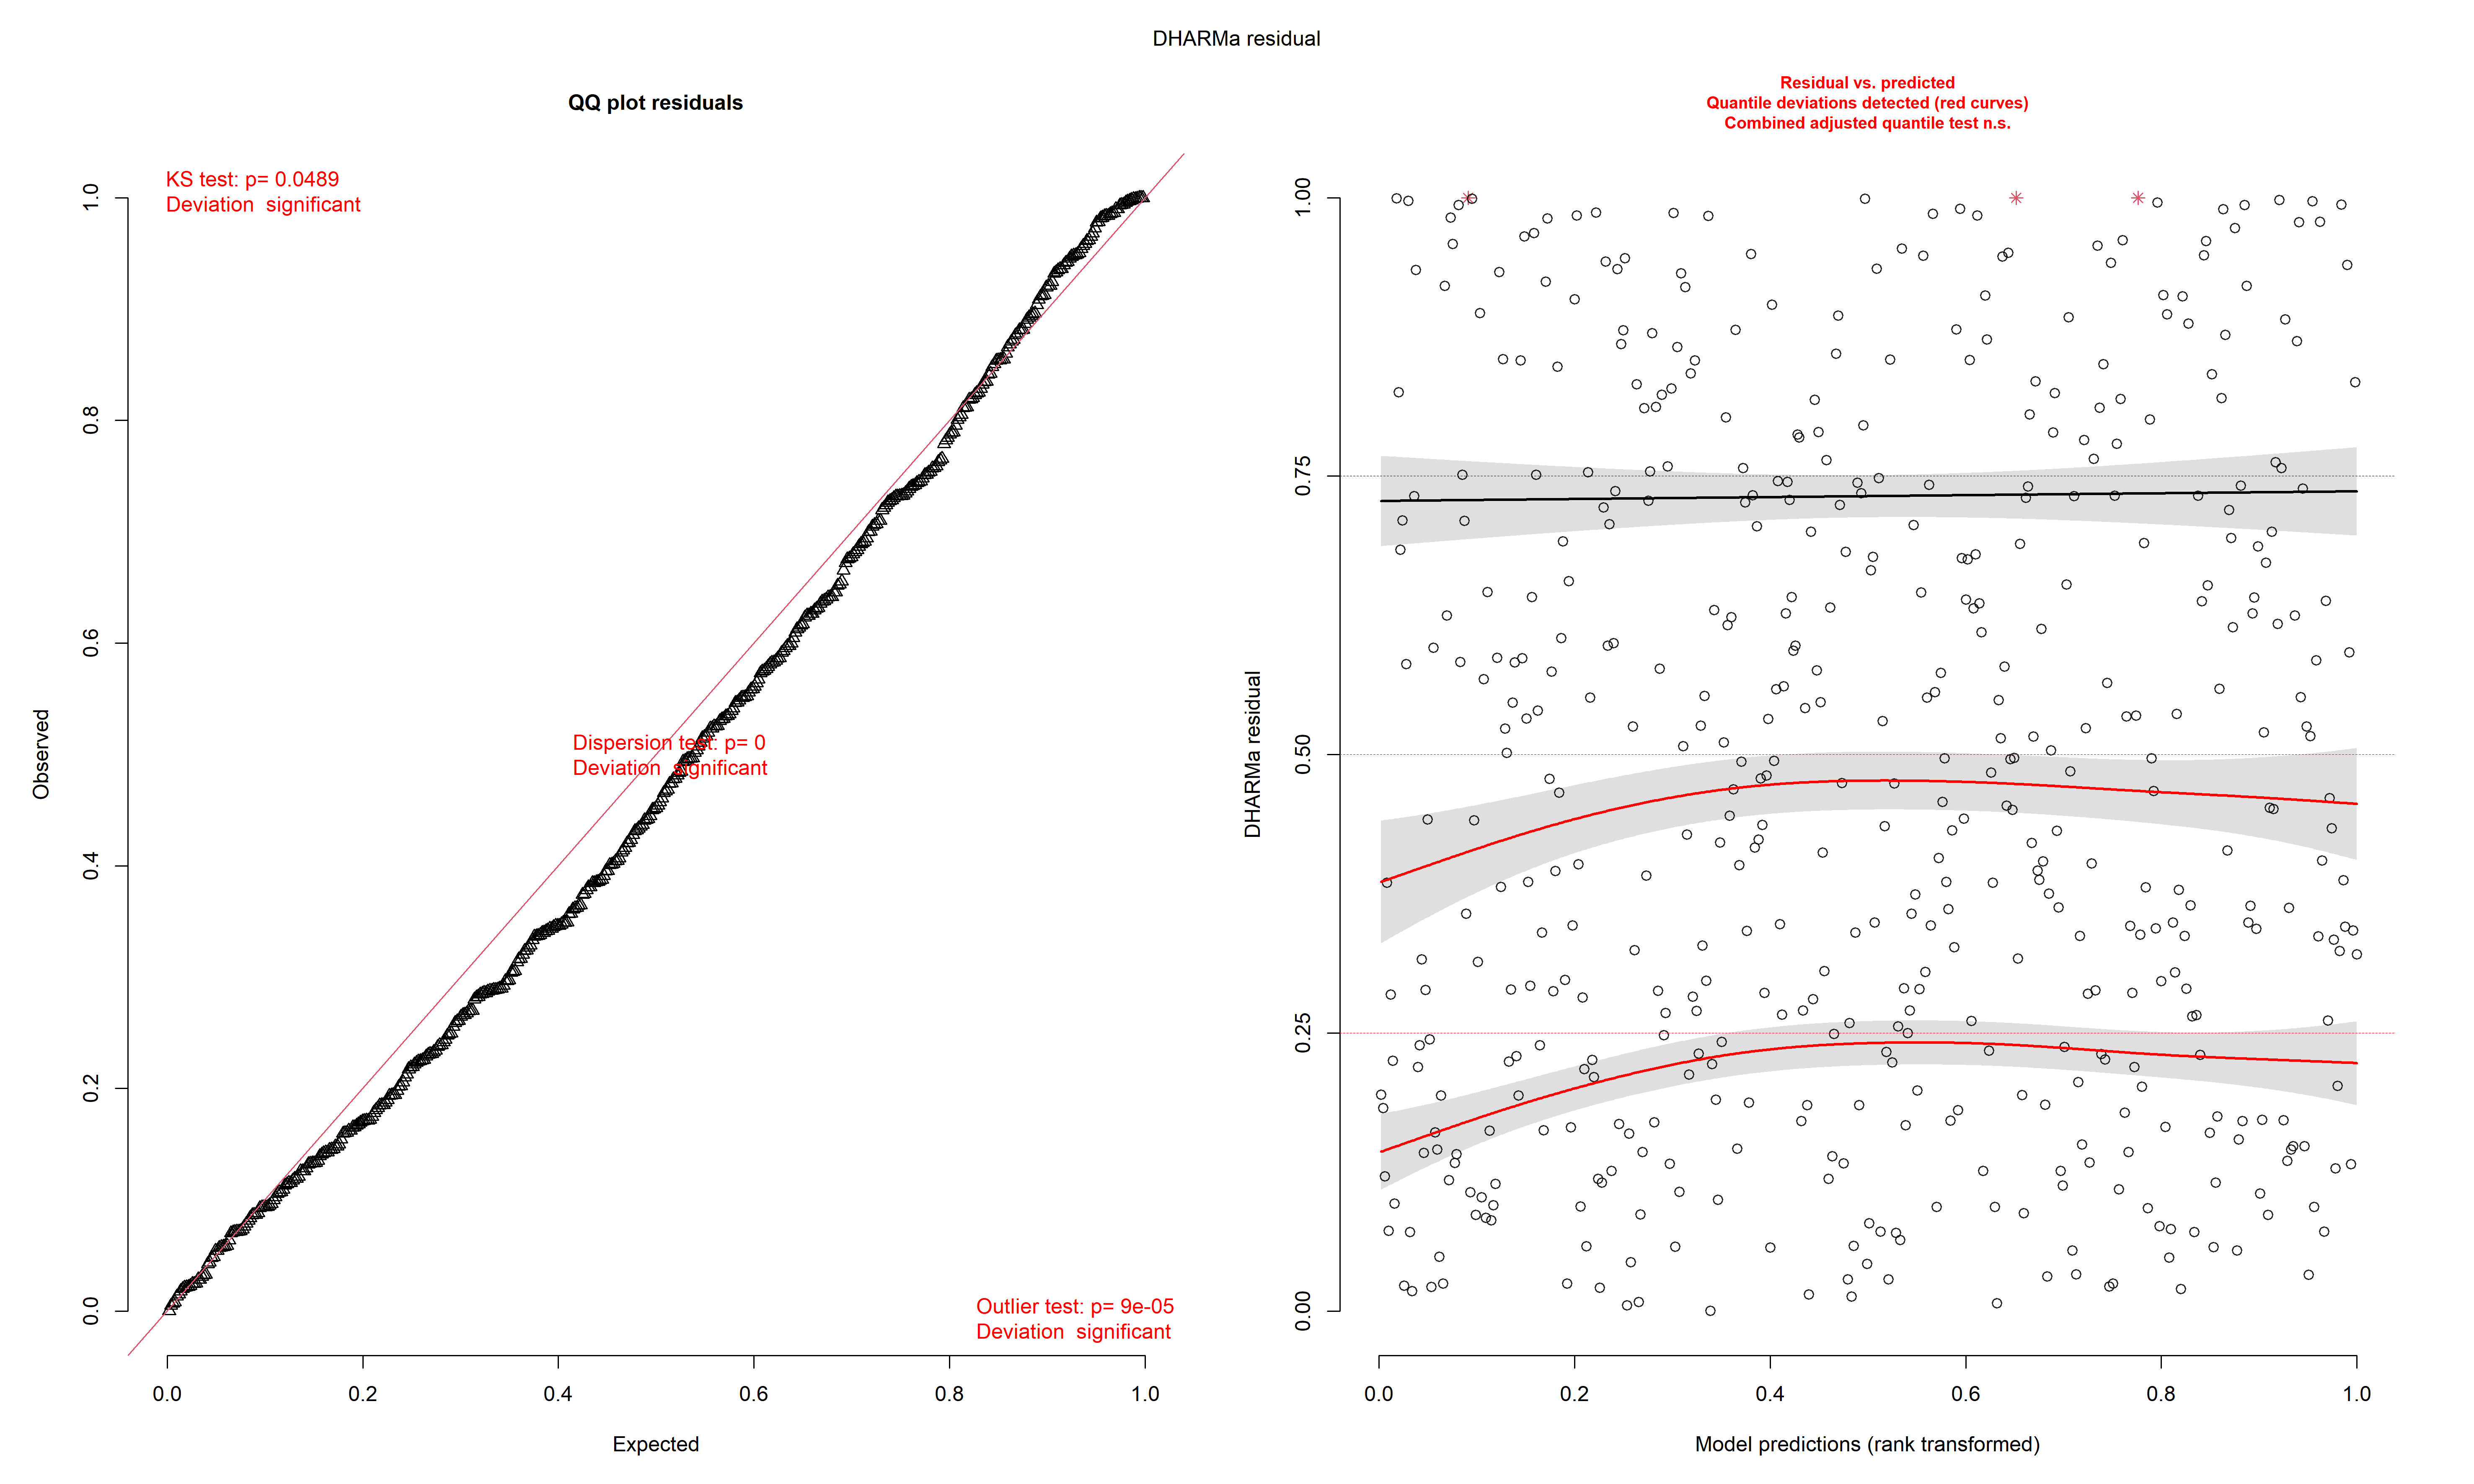 DHARMa residual
QQ plot residuals
KS test: p= 0.0489
Deviation  significant
Dispersion test: p= 0
Deviation  significant
Outlier test: p= 9e-05
Deviation  significant
Observed
1.0
0.8
0.6
0.4
0.2
0.0
0.0 0.2 0.4 0.6 0.8 1.0
Expected
Residual vs. predicted
Quantile deviations detected (red curves)
Combined adjusted quantile test n.s.
DHARMa residual
1.00
0.75
0.50
0.25
0.00
0.0 0.2 0.4 0.6 0.8 1.0
Model predictions (rank transformed)